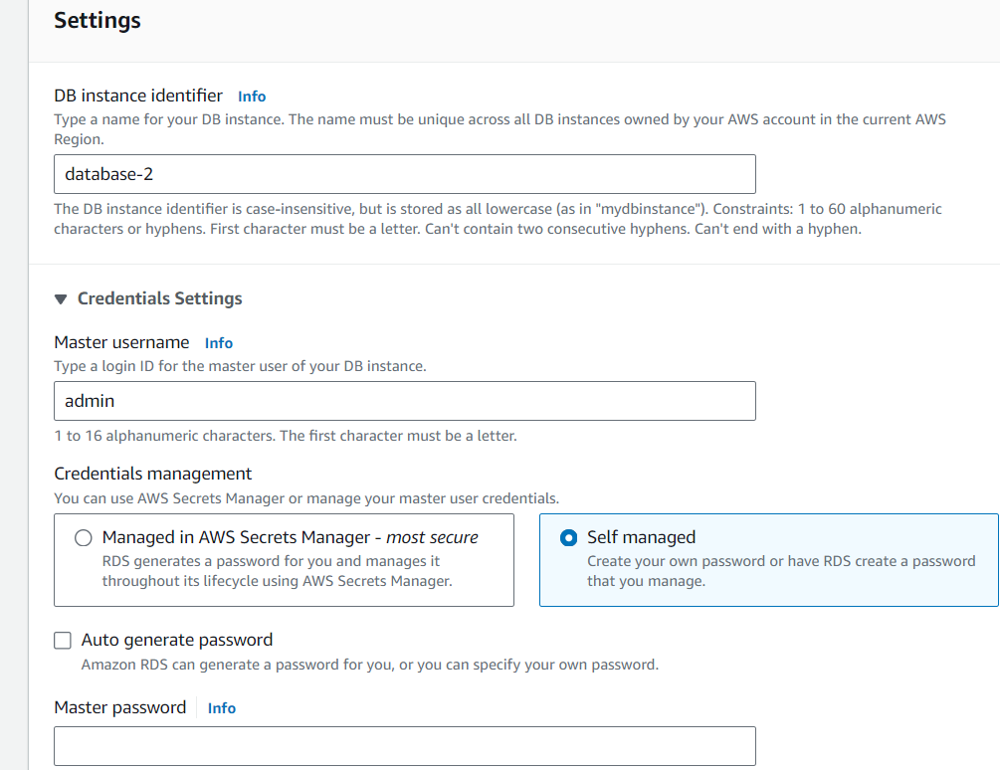 Settings
DB instance identifier Info
Type a name for your DB instance. The name must be unique across all DB instances owned by your AWS account in the current AWS
Region.
database-2
The DB instance identifier is case-insensitive, but is stored as all lowercase (as in "mydbinstance"). Constraints: 1 to 60 alphanumeric
characters or hyphens. First character must be a letter. Can't contain two consecutive hyphens. Can't end with a hyphen.
Credentials Settings
Master username Info
Type a login ID for the master user of your DB instance.
admin
1 to 16 alphanumeric characters. The first character must be a letter.
Credentials management
You can use AWS Secrets Manager or manage your master user credentials.
Managed in AWS Secrets Manager - most secure
RDS generates a password for you and manages it
throughout its lifecycle using AWS Secrets Manager.
Self managed
Create your own password or have RDS create a password
that you manage.
Auto generate password
Amazon RDS can generate a password for you, or you can specify your own password.
Master password Info